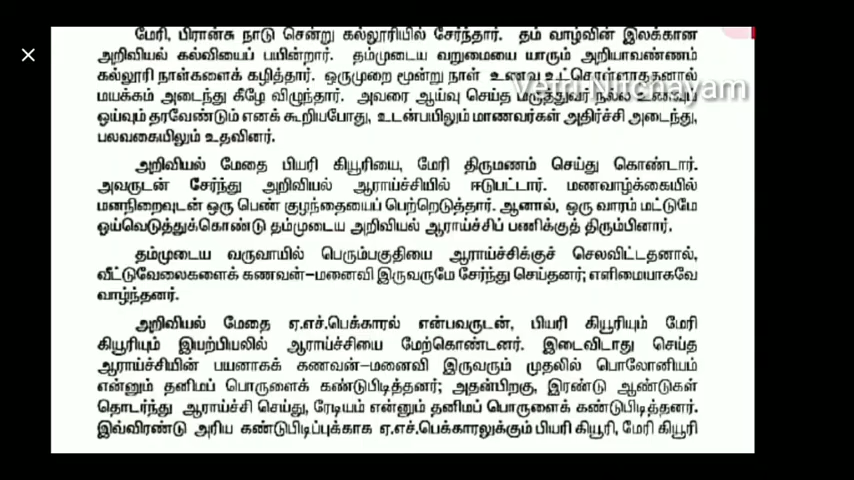 மேரி, பிரான்சு நாடு சென்று கல்லூரியில் சேர்ந்தார். தம் வாழ்வின் இலக்கான
அறிவியல் கல்வியைப் பயின்றார். தம்முடைய வறுமையை யாரும் அறியாவண்ணம்
கல்லூரி நாள்களைக் கழித்தார். ஒருமுறை மூன்று நாள் உணவு உட்கொள்ளாததனால்
Vetri Nitchayam
மயக்கம் அடைந்து கீழே விழுந்தார். அவரை ஆய்வு செய்த மருத்துவர் நல்ல உணவும்
ஓய்வும் தரவேண்டும் எனக் கூறியபோது, உடன்பயிலும் மாணவர்கள் அதிர்ச்சி அடைந்து,
பலவகையிலும் உதவினர்.
அறிவியல் மேதை பியரி கியூரியை, மேரி திருமணம் செய்து கொண்டார்.
அவருடன் சேர்ந்து அறிவியல் ஆராய்ச்சியில் ஈடுபட்டார். மணவாழ்க்கையில்
மனநிறைவுடன் ஒரு பெண் குழந்தையைப் பெற்றெடுத்தார். ஆனால், ஒரு வாரம் மட்டுமே
ஓய்வெடுத்துக்கொண்டு தம்முடைய அறிவியல் ஆராய்ச்சிப் பணிக்குத் திரும்பினார்.
தம்முடைய வருவாயில் பெரும்பகுதியை ஆராய்ச்சிக்குச் செலவிட்டதனால்,
வீட்டுவேலைகளைக் கணவன்–மனைவி இருவருமே சேர்ந்து செய்தனர்; எளிமையாகவே
வாழ்ந்தனர்.
அறிவியல் மேதை ஏ.எச்.பெக்காரல் என்பவருடன், பியரி கியூரியும் மேரி
கியூரியும் இயற்பியலில் ஆராய்ச்சியை மேற்கொண்டனர். இடைவிடாது செய்த
ஆராய்ச்சியின் பயனாகக் கணவன்–மனைவி இருவரும் முதலில் பொலோனியம்
என்னும் தனிமப் பொருளைக் கண்டுபிடித்தனர்; அதன்பிறகு, இரண்டு ஆண்டுகள்
தொடர்ந்து ஆராய்ச்சி செய்து, ரேடியம் என்னும் தனிமப் பொருளைக் கண்டுபிடித்தனர்.
இவ்விரண்டு அரிய கண்டுபிடிப்புக்காக ஏ.எச்.பெக்காரலுக்கும் பியரி கியூரி, மேரி கியூரி